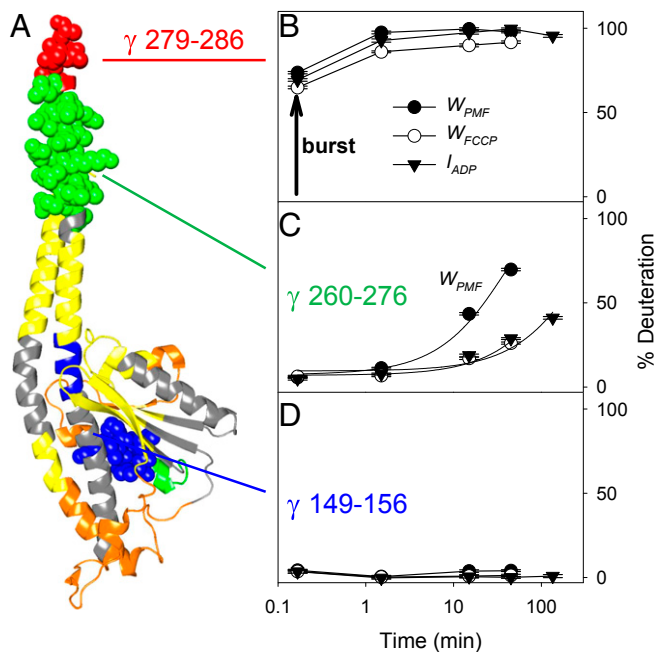 A
γ 279-286
B
100
50
0
burst
W_PMF
W_FCCP
I_ADP
C
100
50
0
W_PMF
γ 260-276
% Deuteration
D
100
50
0
γ 149-156
0.1 1 10 100
Time (min)